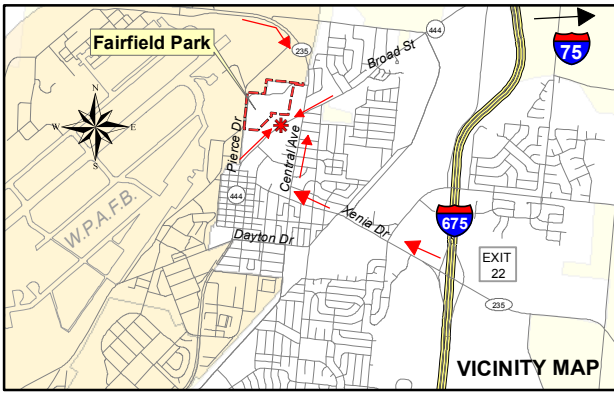 444
Fairfield Park
235
Broad St
75
N
W E
S
Pierce Dr
Central Ave
W.P.A.F.B.
444
Xenia Dr
675
Dayton Dr
EXIT
22
235
VICINITY MAP